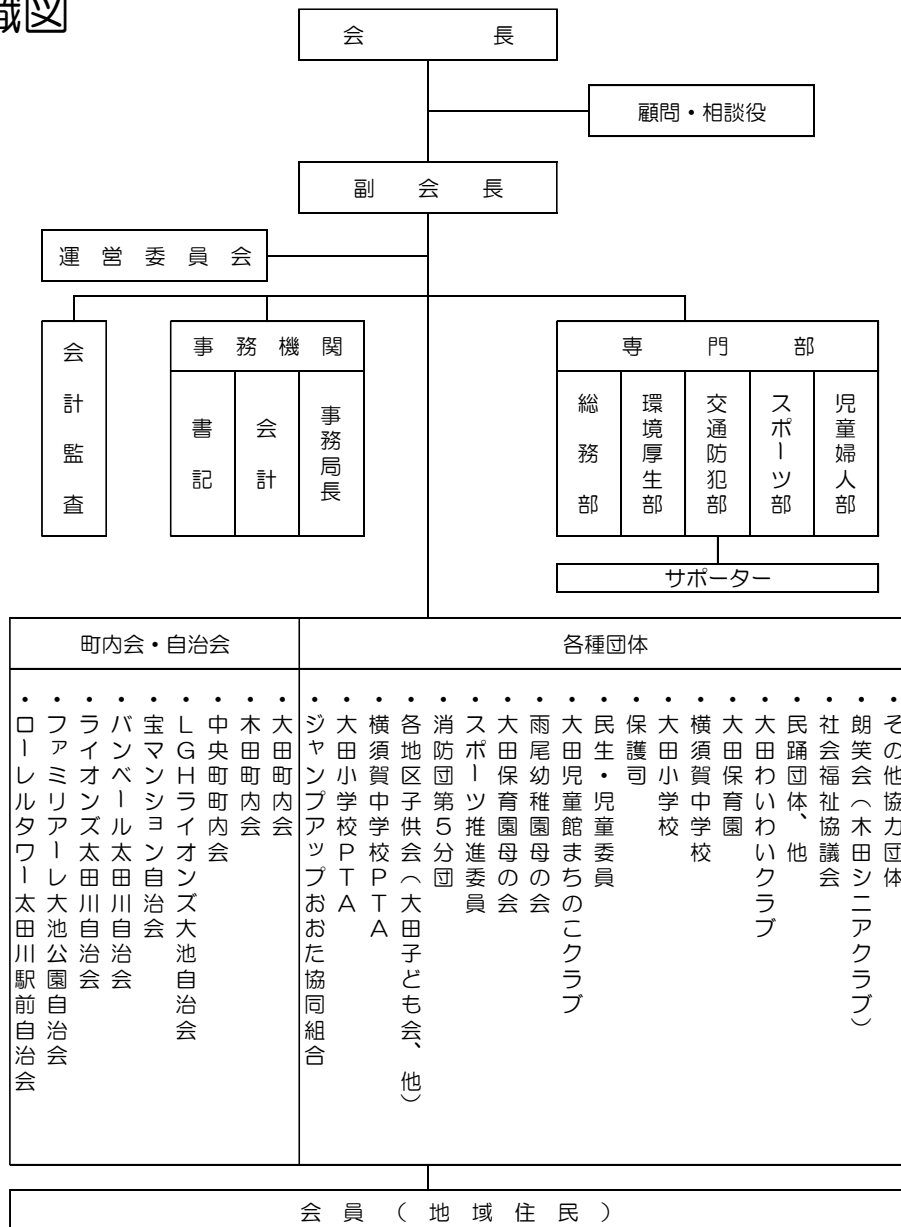 織図
会長
顧問・相談役
副会長
運営委員会
会計監査
事務機関
書記
会計
事務局長
専門部
総務部
環境厚生部
交通防犯部
スポーツ部
児童婦人部
サポーター
町内会・自治会
・大田町内会
・木田町内会
・中央町町内会
・LGHライオンズ大池自治会
・宝マンション自治会
・バンベール太田川自治会
・ライオンズ太田川自治会
・ファミリアーレ大池公園自治会
・ローレルタワー太田川駅前自治会
各種団体
・その他協力団体
・朗笑会(木田シニアクラブ)
・社会福祉協議会
・民踊団体、他
・大田わいわいクラブ
・大田保育園
・横須賀中学校
・大田小学校
・保護司
・民生・児童委員
・大田児童館まちのこクラブ
・雨尾幼稚園母の会
・大田保育園母の会
・スポーツ推進委員
・消防団第5分団
・各地区子供会(大田子ども会、他)
・横須賀中学校PTA
・大田小学校PTA
・ジャンプアップおおた協同組合
会員(地域住民)